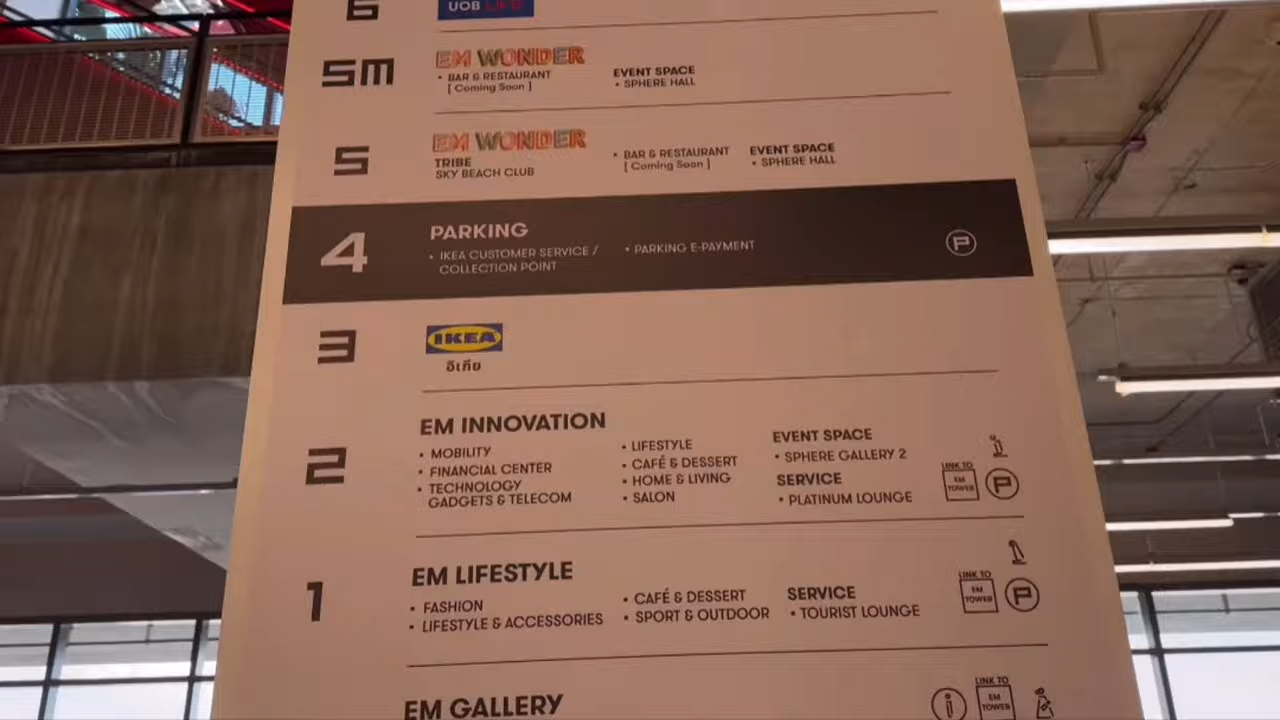 6
UOB LIFE
5M
EM WONDER
• BAR & RESTAURANT
[ Coming Soon ]
EVENT SPACE
• SPHERE HALL
5
EM WONDER
TRIBE
SKY BEACH CLUB
• BAR & RESTAURANT
[ Coming Soon ]
EVENT SPACE
• SPHERE HALL
4
PARKING
• IKEA CUSTOMER SERVICE /
COLLECTION POINT
• PARKING E-PAYMENT
P
3
IKEA
อิเกีย
2
EM INNOVATION
• MOBILITY
• FINANCIAL CENTER
• TECHNOLOGY
GADGETS & TELECOM
• LIFESTYLE
• CAFÉ & DESSERT
• HOME & LIVING
• SALON
EVENT SPACE
• SPHERE GALLERY 2
SERVICE
• PLATINUM LOUNGE
LINK TO
EM
TOWER
P
1
EM LIFESTYLE
• FASHION
• LIFESTYLE & ACCESSORIES
• CAFÉ & DESSERT
• SPORT & OUTDOOR
SERVICE
• TOURIST LOUNGE
LINK TO
EM
TOWER
P
EM GALLERY
i
LINK TO
EM
TOWER